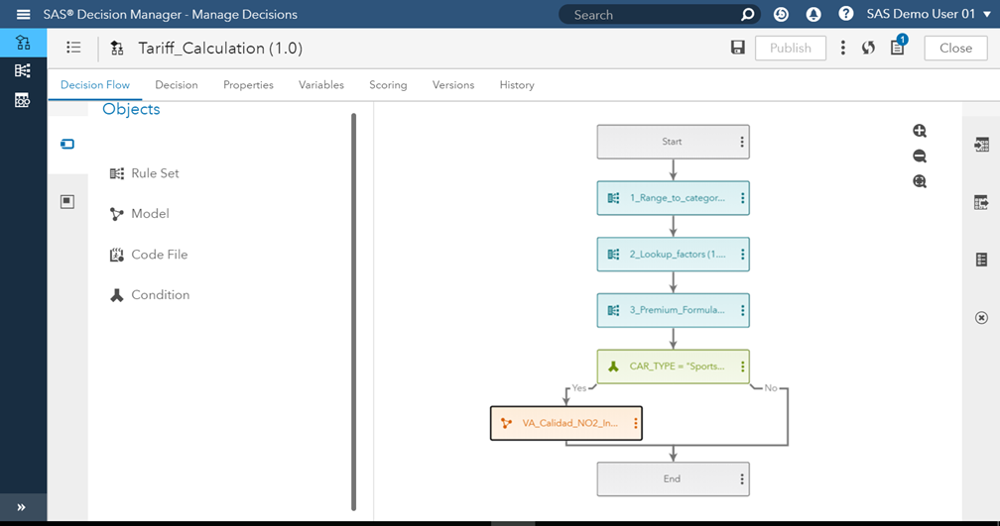 SAS® Decision Manager - Manage Decisions
Search
SAS Demo User 01
Tariff_Calculation (1.0)
1
Publish
Close
Decision Flow
Decision
Properties
Variables
Scoring
Versions
History
Objects
Rule Set
Model
Code File
Condition
Start
1_Range_to_categor...
2_Lookup_factors (1....
3_Premium_Formula...
CAR_TYPE = "Sports...
Yes
No
VA_Calidad_NO2_In...
End